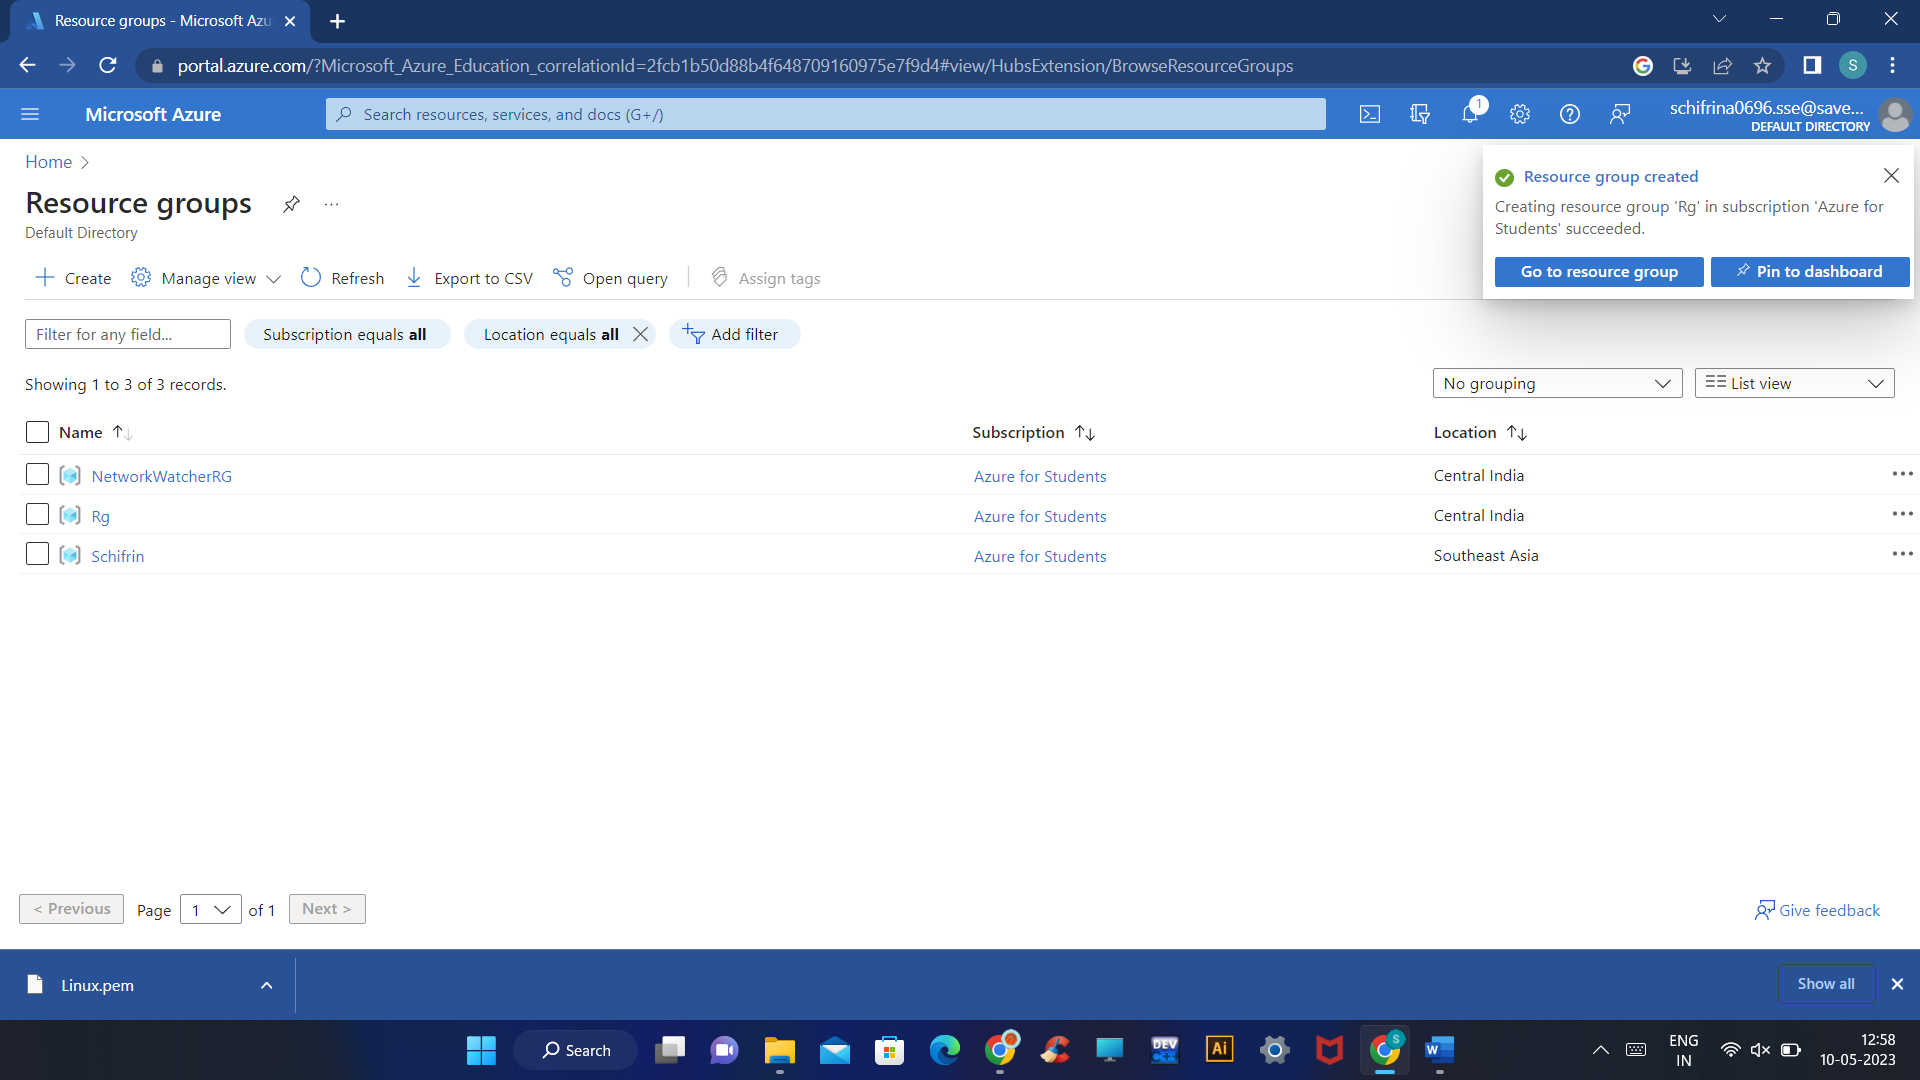 Resource groups - Microsoft Azu
portal.azure.com/?Microsoft_Azure_Education_correlationId=2fcb1b50d88b4f648709160975e7f9d4#view/HubsExtension/BrowseResourceGroups
S
Microsoft Azure
Search resources, services, and docs (G+/)
1
schifrina0696.sse@save...
DEFAULT DIRECTORY
Home
Resource groups
Default Directory
Resource group created
Creating resource group 'Rg' in subscription 'Azure for
Students' succeeded.
Go to resource group
Pin to dashboard
Create
Manage view
Refresh
Export to CSV
Open query
Assign tags
Filter for any field...
Subscription equals all
Location equals all
Add filter
Showing 1 to 3 of 3 records.
No grouping
List view
Name
Subscription
Location
NetworkWatcherRG
Azure for Students
Central India
Rg
Azure for Students
Central India
Schifrin
Azure for Students
Southeast Asia
< Previous
Page
1
of 1
Next >
Give feedback
Linux.pem
Show all
Search
DEV
C++
Ai
S
W
ENG
IN
12:58
10-05-2023